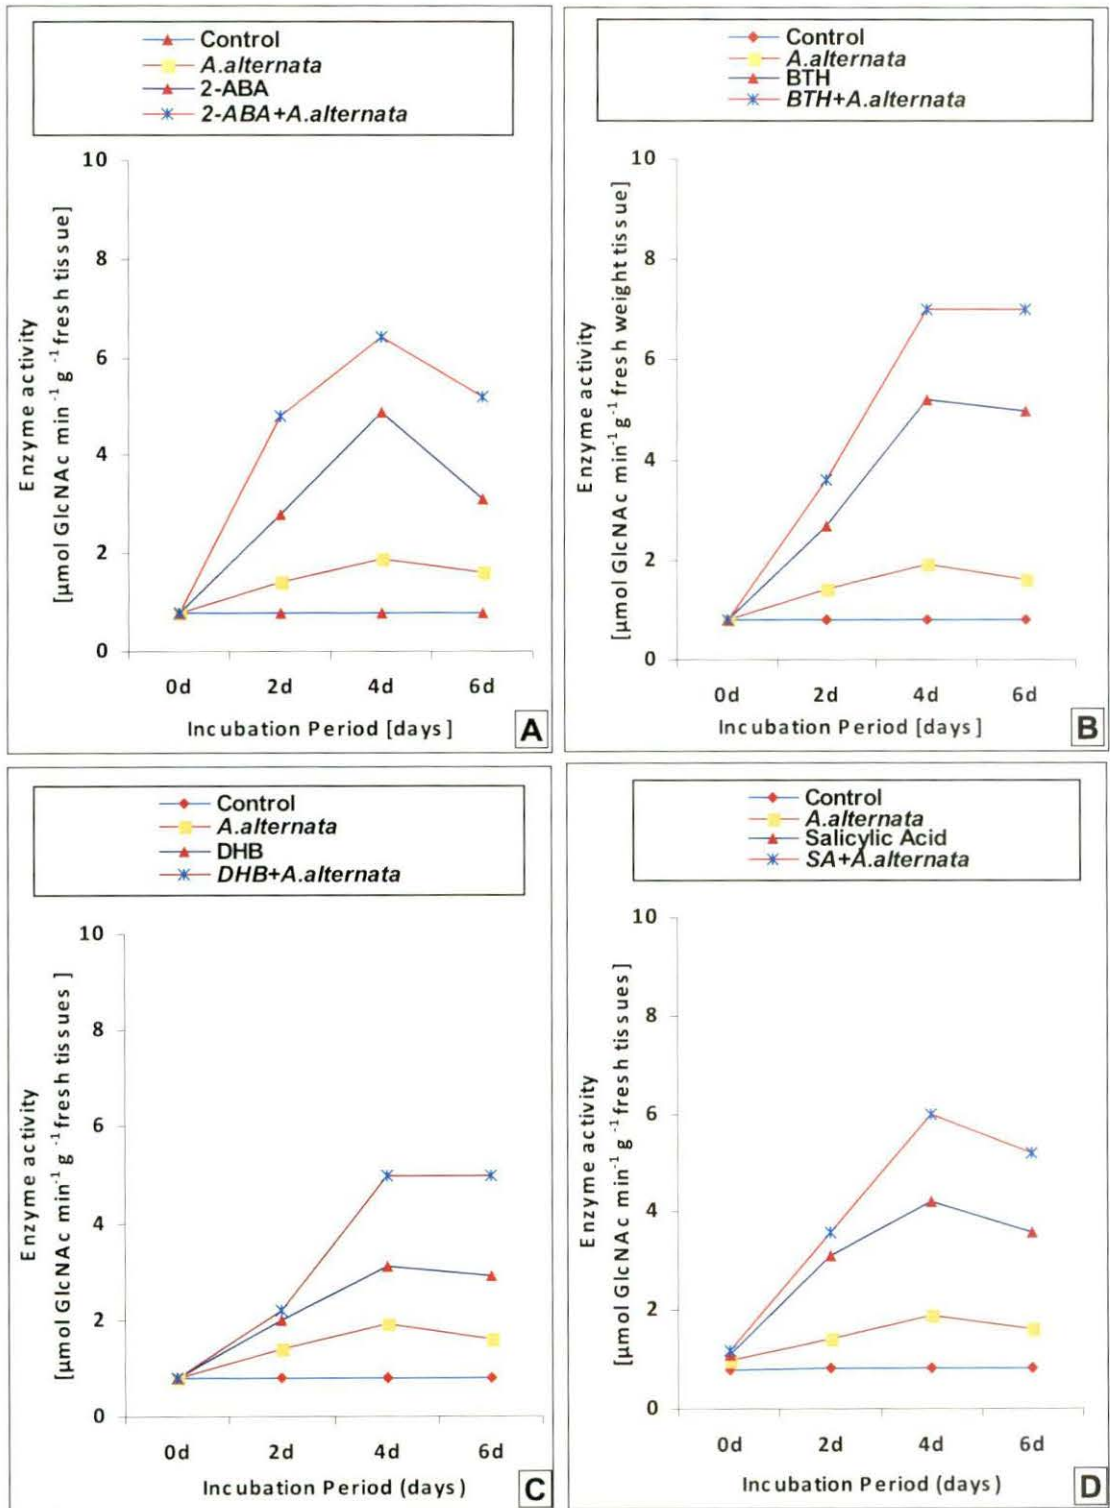 Control
A.alternata
2-ABA
2-ABA+A.alternata
10
8
6
4
2
0
Enzyme activity
[µmol GlcNAc min⁻¹ g⁻¹ fresh tissue]
0d 2d 4d 6d
Incubation Period [days]
A
Control
A.alternata
BTH
BTH+A.alternata
10
8
6
4
2
0
Enzyme activity
[µmol GlcNAc min⁻¹ g⁻¹ fresh weight tissue]
0d 2d 4d 6d
Incubation Period [days]
B
Control
A.alternata
DHB
DHB+A.alternata
10
8
6
4
2
0
Enzyme activity
[µmol GlcNAc min⁻¹ g⁻¹ fresh tissues ]
0d 2d 4d 6d
Incubation Period (days)
C
Control
A.alternata
Salicylic Acid
SA+A.alternata
10
8
6
4
2
0
Enzyme activity
[µmol GlcNAc min⁻¹ g⁻¹ fresh tissues]
0d 2d 4d 6d
Incubation Period (days)
D